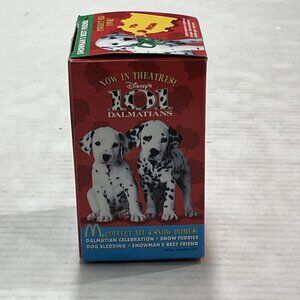 SNOWMAN'S BEST FRIEND
NOW IN THEATRES!
Disney's
101
DALMATIANS
COLLECT ALL 4 SNOW DOMES!
DALMATIAN CELEBRATION • SNOW FURRIES
DOG SLEDDING • SNOWMAN'S BEST FRIEND